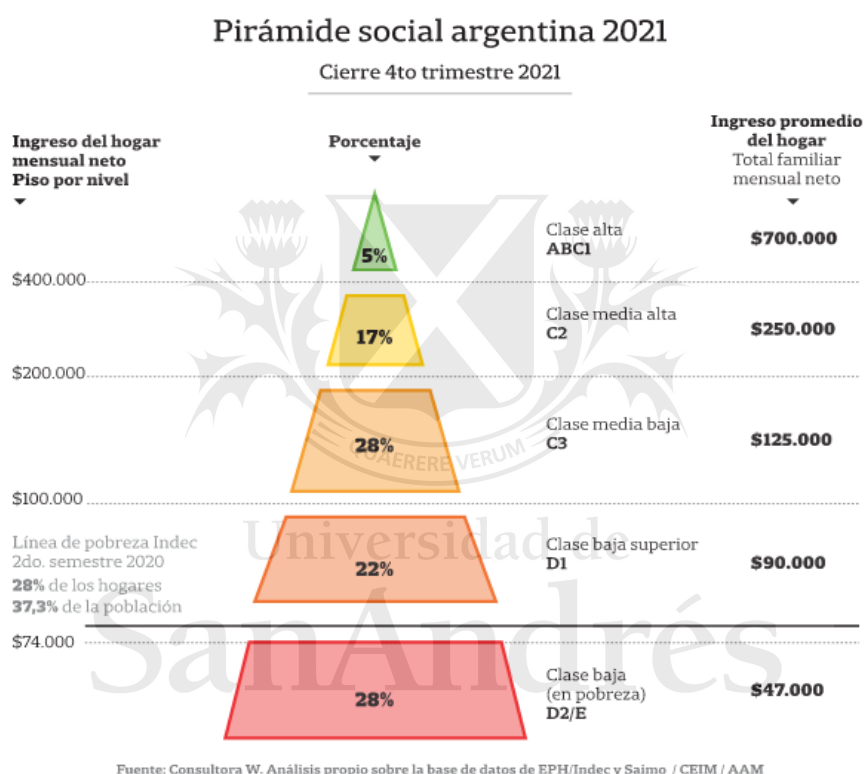 Pirámide social argentina 2021
Cierre 4to trimestre 2021
Ingreso del hogar
mensual neto
Piso por nivel
Porcentaje
Ingreso promedio
del hogar
Total familiar
mensual neto
5%
Clase alta
ABC1
$700.000
$400.000
17%
Clase media alta
C2
$250.000
$200.000
28%
Clase media baja
C3
$125.000
QUAERERE VERUM
$100.000
Línea de pobreza Indec
2do. semestre 2020
28% de los hogares
37,3% de la población
22%
Clase baja superior
D1
$90.000
Universidad de
SanAndrés
$74.000
28%
Clase baja
(en pobreza)
D2/E
$47.000
Fuente: Consultora W. Análisis propio sobre la base de datos de EPH/Indec y Saimo / CEIM / AAM